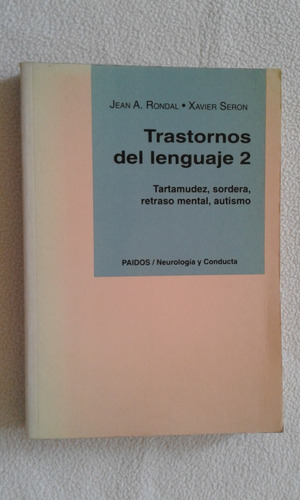 JEAN A. RONDAL • XAVIER SERON
Trastornos
del lenguaje 2
Tartamudez, sordera,
retraso mental, autismo
PAIDOS / Neurología y Conducta